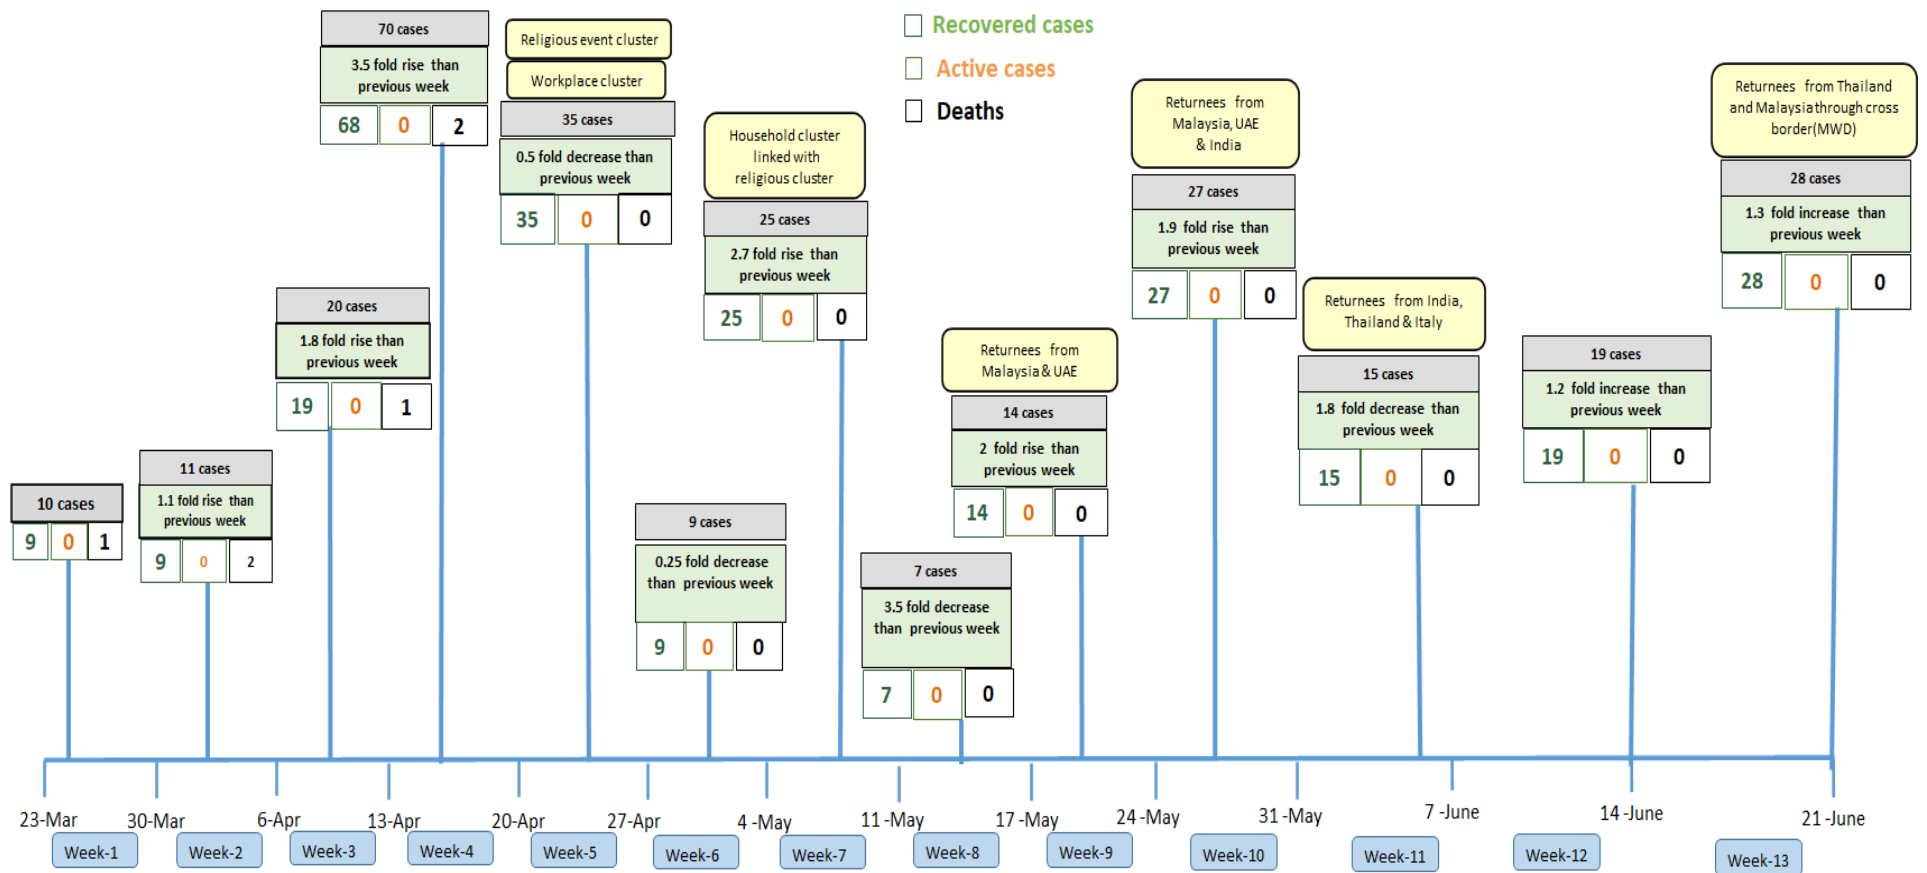 Recovered cases
Active cases
Deaths
10 cases
9 0 1
11 cases
1.1 fold rise than
previous week
9 0 2
20 cases
1.8 fold rise than
previous week
19 0 1
70 cases
3.5 fold rise than
previous week
68 0 2
Religious event cluster
Workplace cluster
35 cases
0.5 fold decrease than
previous week
35 0 0
9 cases
0.25 fold decrease
than previous week
9 0 0
Household cluster
linked with
religious cluster
25 cases
2.7 fold rise than
previous week
25 0 0
7 cases
3.5 fold decrease
than previous week
7 0 0
Returnees from
Malaysia & UAE
14 cases
2 fold rise than
previous week
14 0 0
Returnees from
Malaysia, UAE
& India
27 cases
1.9 fold rise than
previous week
27 0 0
Returnees from India,
Thailand & Italy
15 cases
1.8 fold decrease than
previous week
15 0 0
19 cases
1.2 fold increase than
previous week
19 0 0
Returnees from Thailand
and Malaysia through cross
border(MWD)
28 cases
1.3 fold increase than
previous week
28 0 0
23-Mar 30-Mar 6-Apr 13-Apr 20-Apr 27-Apr 4 -May 11 -May 17 -May 24 -May 31 -May 7 -June 14 -June 21 -June
Week-1 Week-2 Week-3 Week-4 Week-5 Week-6 Week-7 Week-8 Week-9 Week-10 Week-11 Week-12 Week-13